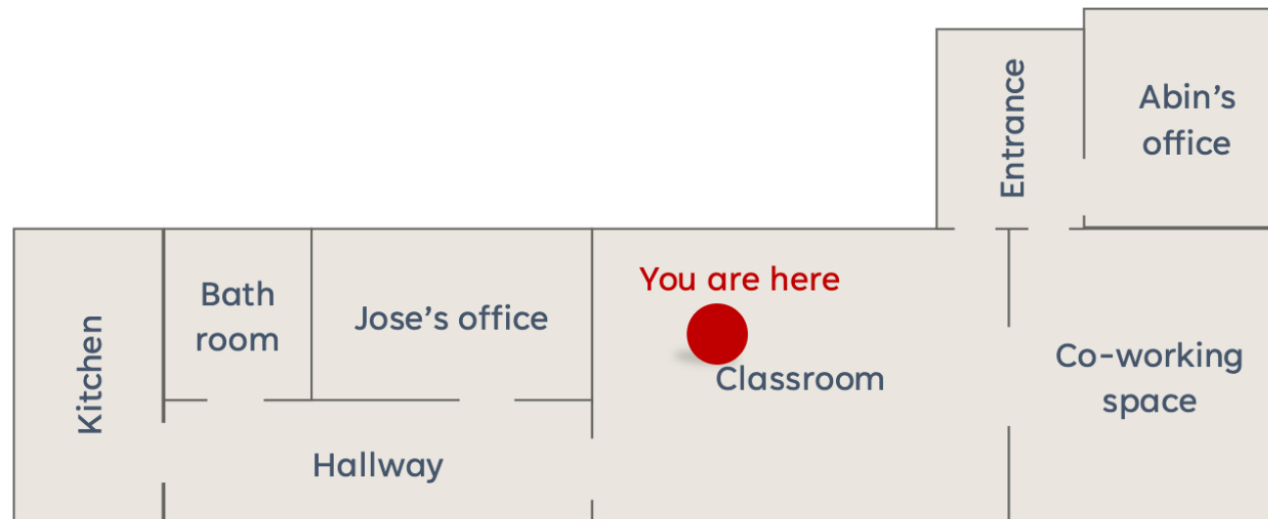 Entrance
Abin's
office
You are here
Bath
room
Jose's office
Kitchen
Classroom
Co-working
space
Hallway